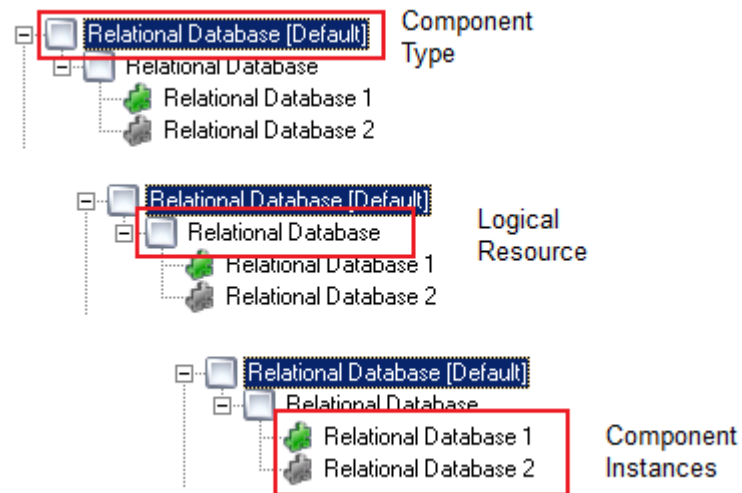 Relational Database [Default]
Component
Type
Relational Database
Relational Database 1
Relational Database 2
Relational Database [Default]
Relational Database
Logical
Resource
Relational Database 1
Relational Database 2
Relational Database [Default]
Relational Database
Relational Database 1
Relational Database 2
Component
Instances